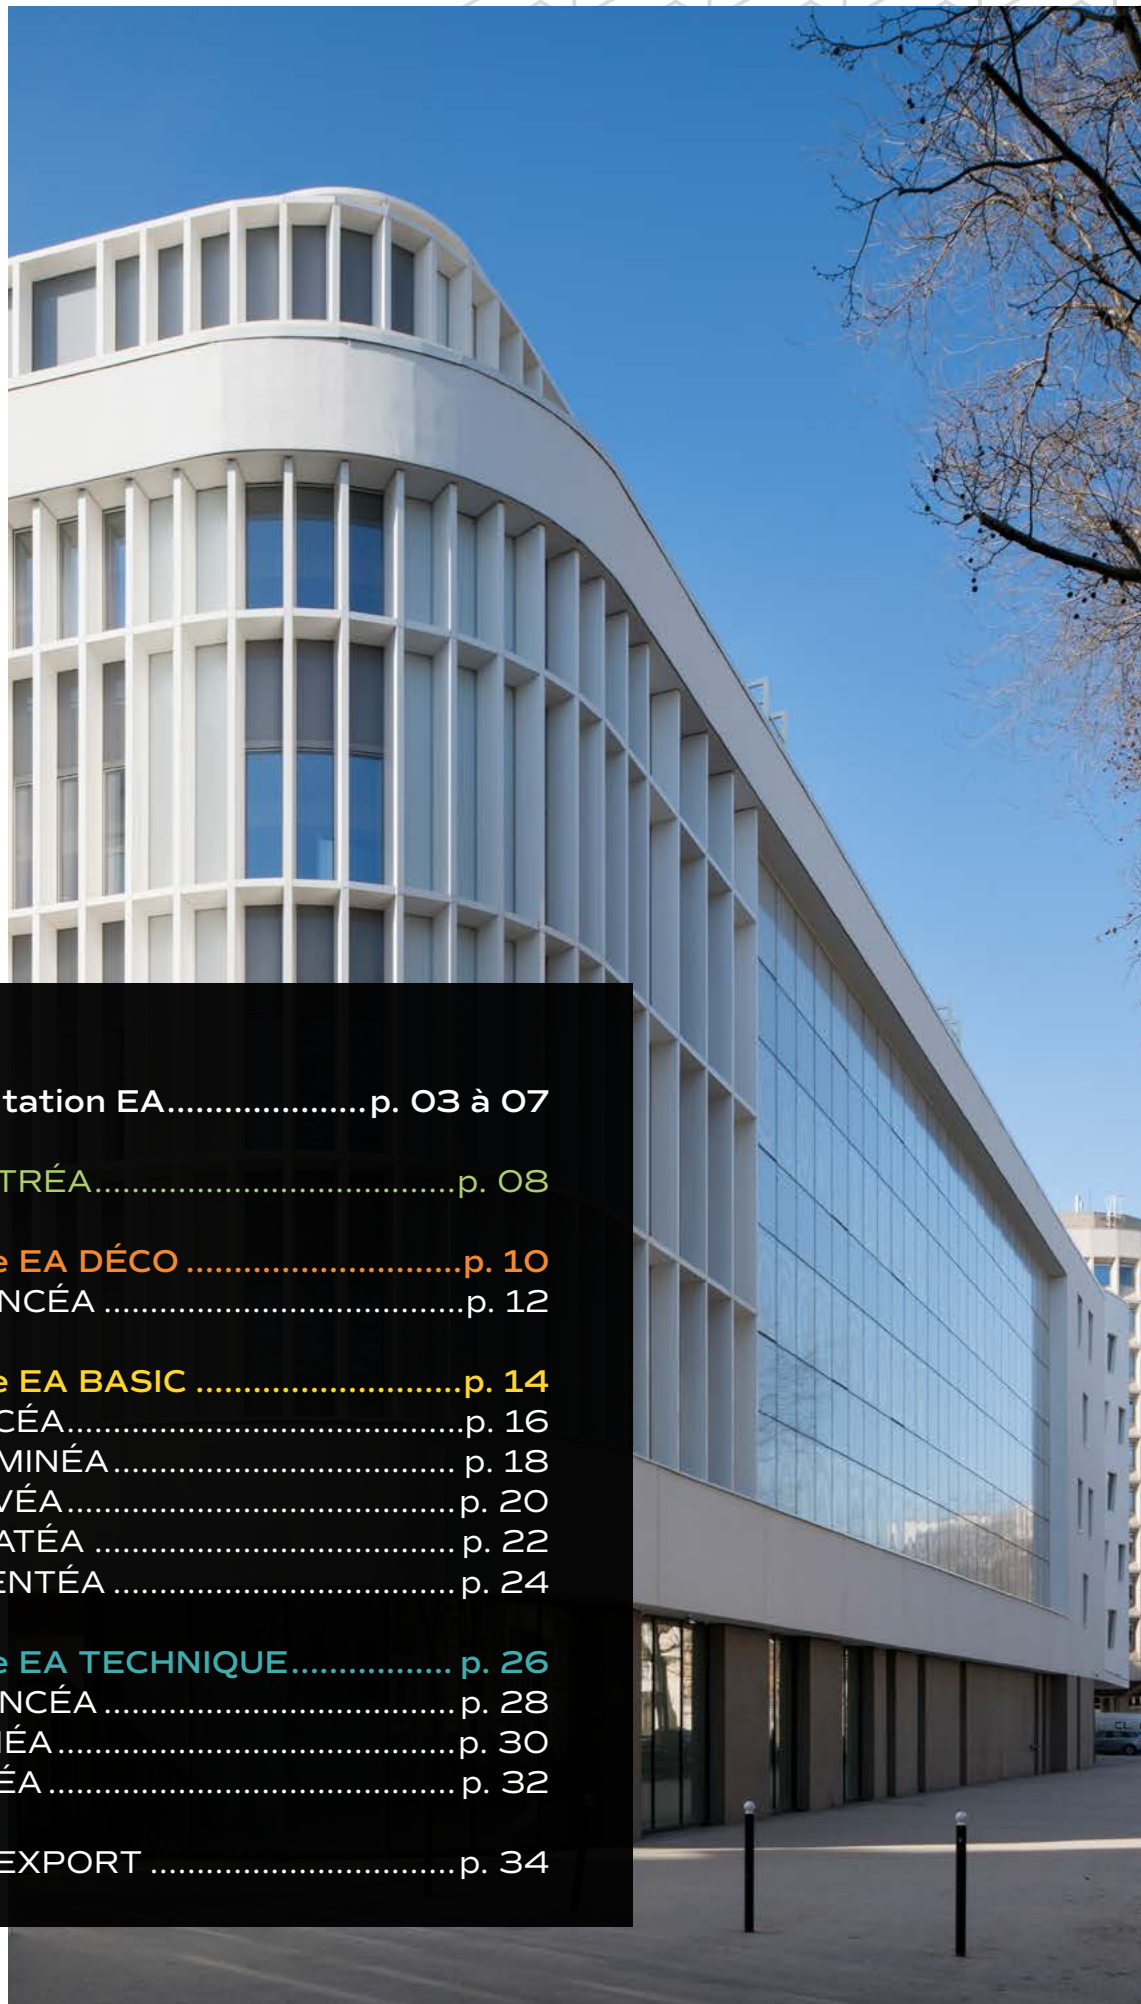 tation EA.....................p. 03 à 07
TRÉA......................................p. 08
e EA DÉCO .............................p. 10
NCÉA ......................................p. 12
e EA BASIC ............................p. 14
CÉA..........................................p. 16
MINÉA.................................... p. 18
VÉA.........................................p. 20
ATÉA ...................................... p. 22
ENTÉA ....................................p. 24
e EA TECHNIQUE................. p. 26
NCÉA .....................................p. 28
ÉA..........................................p. 30
ÉA ...........................................p. 32
EXPORT ................................p. 34